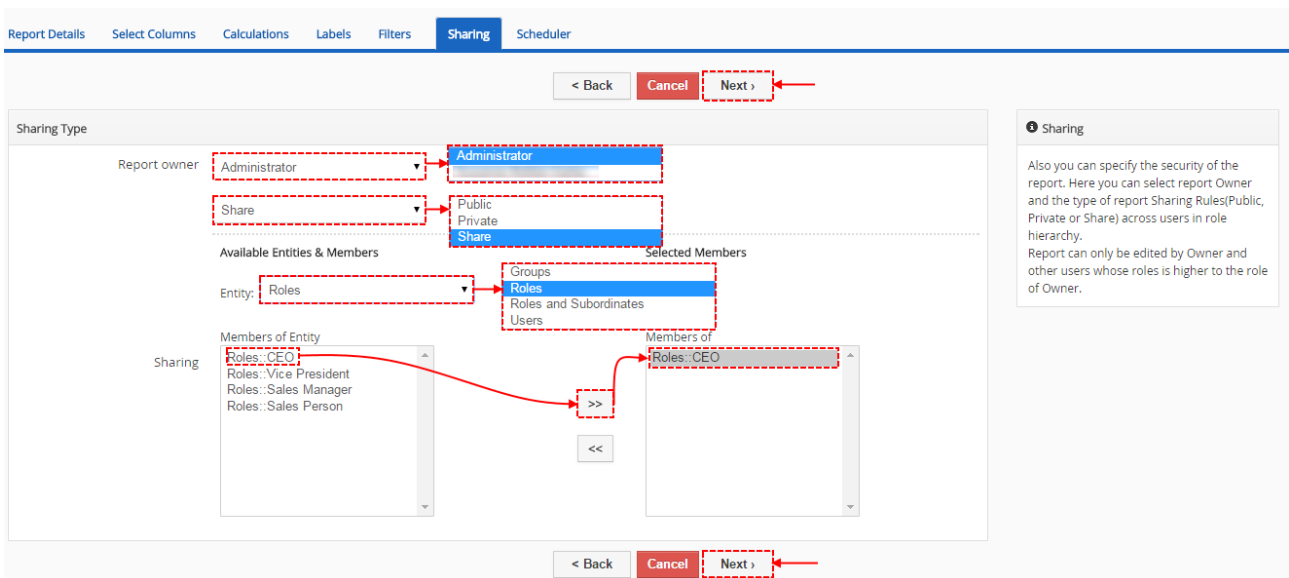 Report Details Select Columns Calculations Labels Filters Sharing Scheduler
< Back Cancel Next ›
Sharing Type
Report owner Administrator Administrator
Share Public
Private
Share
Available Entities & Members Selected Members
Entity: Roles Groups
Roles
Roles and Subordinates
Users
Members of Entity Members of
Sharing Roles::CEO Roles::CEO
Roles::Vice President
Roles::Sales Manager
Roles::Sales Person
>>
<<
Sharing
Also you can specify the security of the
report. Here you can select report Owner
and the type of report Sharing Rules(Public,
Private or Share) across users in role
hierarchy.
Report can only be edited by Owner and
other users whose roles is higher to the role
of Owner.
< Back Cancel Next ›